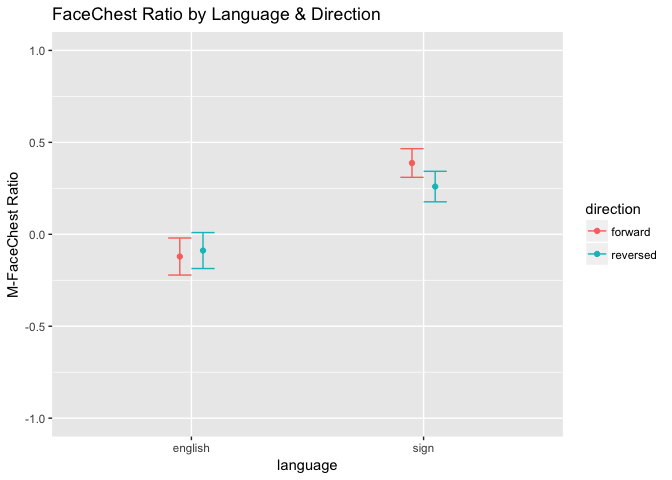 FaceChest Ratio by Language & Direction
M-FaceChest Ratio
1.0
0.5
0.0
-0.5
-1.0
english sign
language
direction
forward
reversed